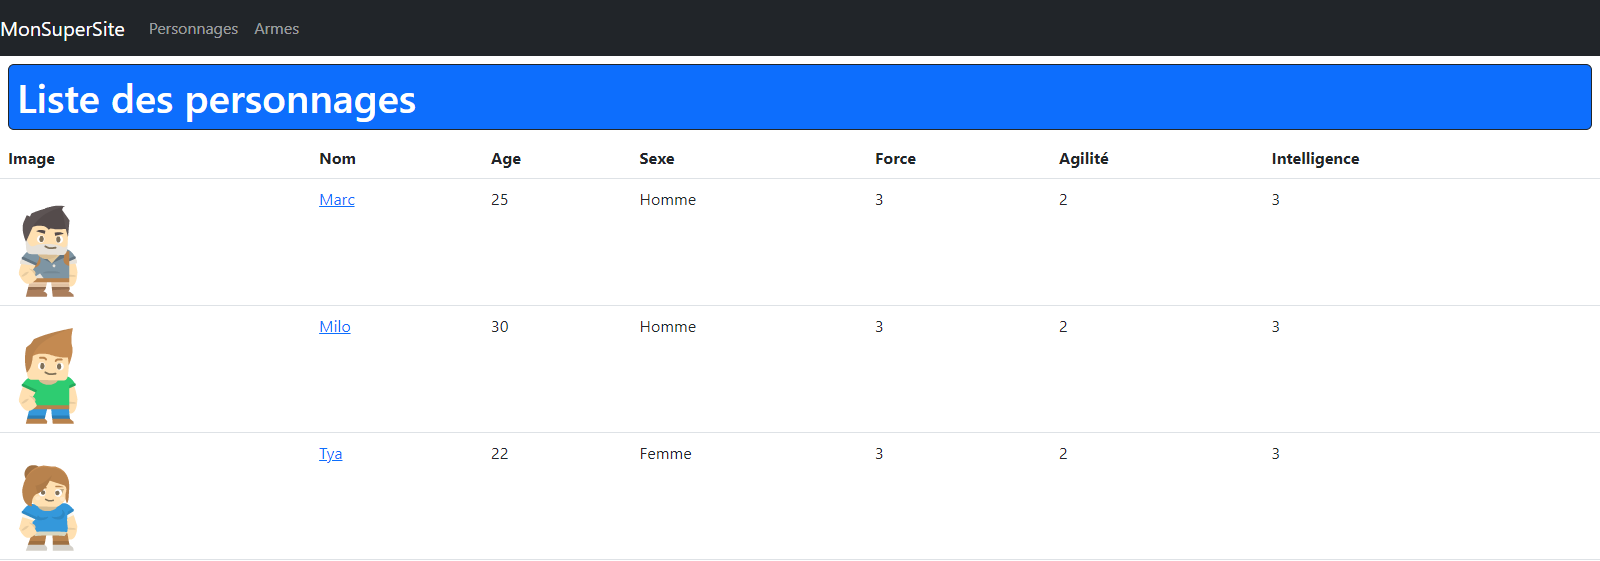 MonSuperSite Personnages Armes
Liste des personnages
Image Nom Age Sexe Force Agilité Intelligence
Marc 25 Homme 3 2 3
Milo 30 Homme 3 2 3
Tya 22 Femme 3 2 3